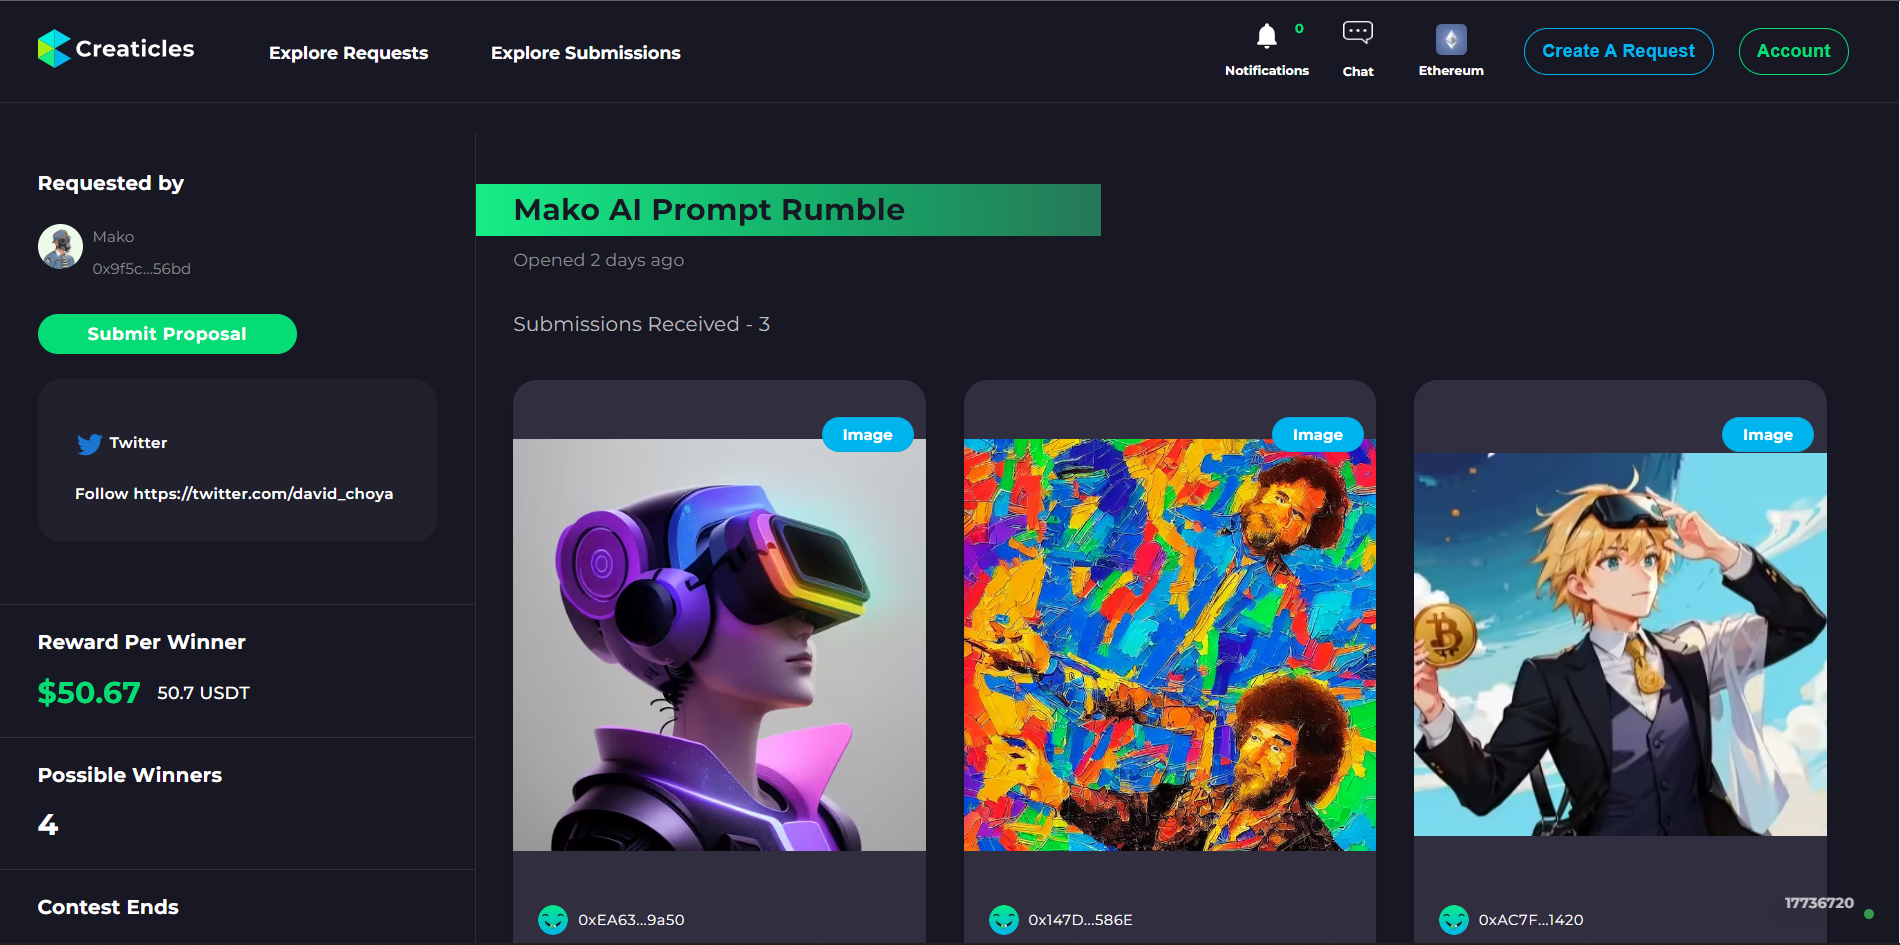 Creaticles
Explore Requests
Explore Submissions
0
Notifications
Chat
Ethereum
Create A Request
Account
Requested by
Mako
0x9f5c...56bd
Submit Proposal
Twitter
Follow https://twitter.com/david_choya
Reward Per Winner
$50.67 50.7 USDT
Possible Winners
4
Contest Ends
Mako AI Prompt Rumble
Opened 2 days ago
Submissions Received - 3
Image
Image
Image
0xEA63...9a50
0x147D...586E
0xAC7F...1420
17736720